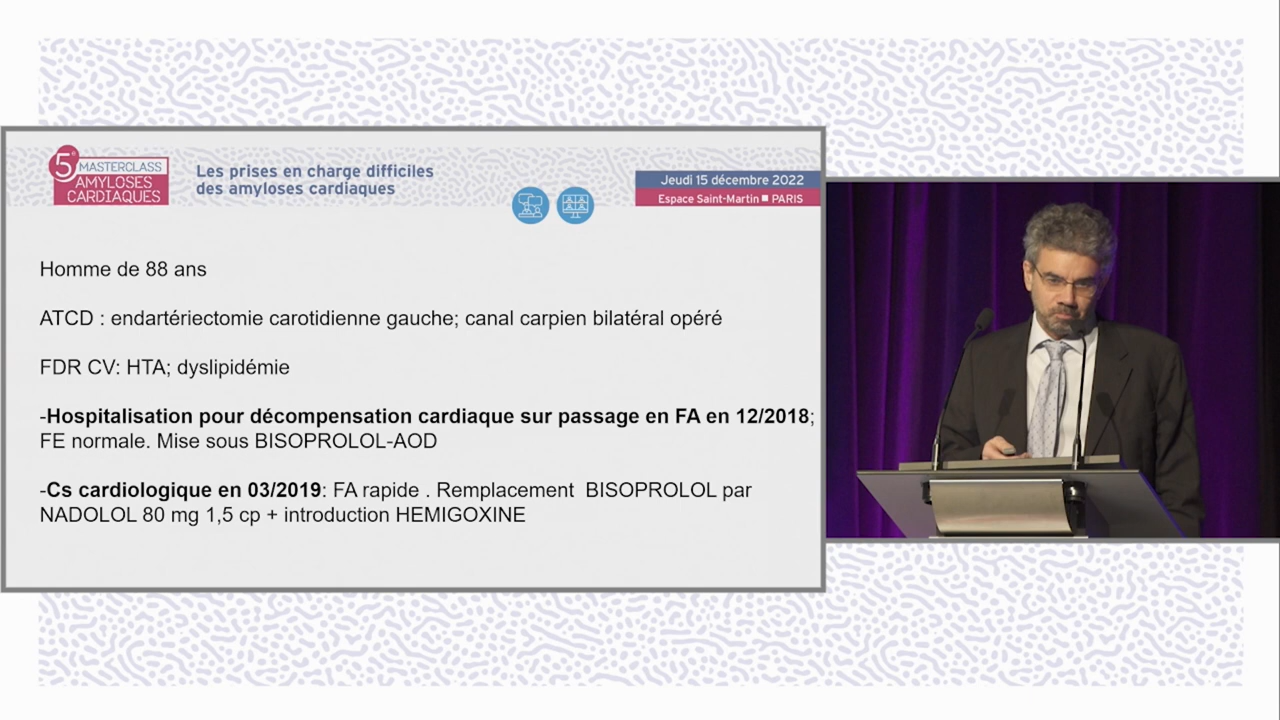 5e MASTERCLASS
AMYLOSES
CARDIAQUES
Les prises en charge difficiles
des amyloses cardiaques
Jeudi 15 décembre 2022
Espace Saint-Martin ■ PARIS
Homme de 88 ans
ATCD : endartériectomie carotidienne gauche; canal carpien bilatéral opéré
FDR CV: HTA; dyslipidémie
-Hospitalisation pour décompensation cardiaque sur passage en FA en 12/2018;
FE normale. Mise sous BISOPROLOL-AOD
-Cs cardiologique en 03/2019: FA rapide . Remplacement BISOPROLOL par
NADOLOL 80 mg 1,5 cp + introduction HEMIGOXINE